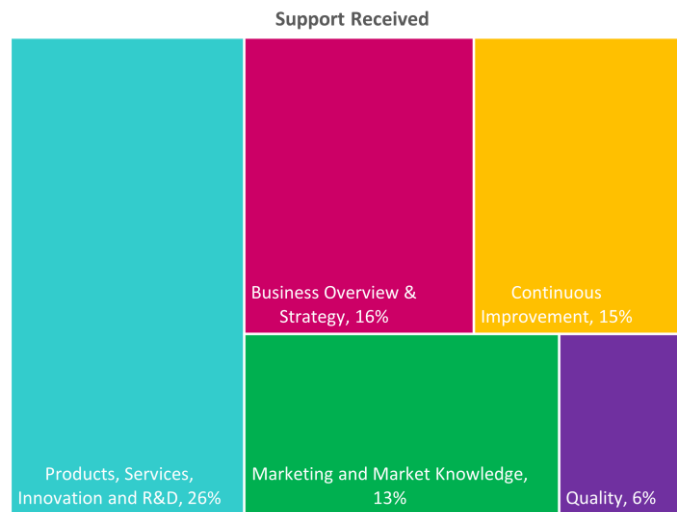 Support Received
Business Overview &
Strategy, 16%
Continuous
Improvement, 15%
Products, Services,
Innovation and R&D, 26%
Marketing and Market Knowledge,
13%
Quality, 6%